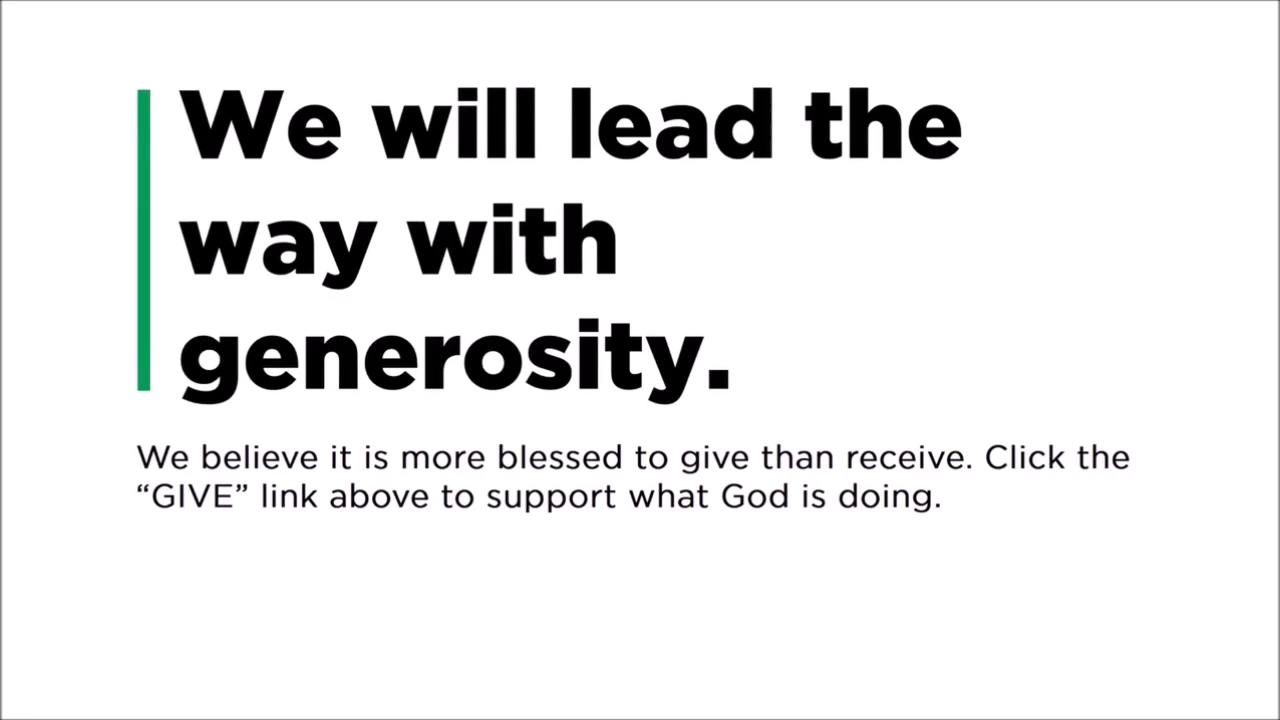 We will lead the
way with
generosity.
We believe it is more blessed to give than receive. Click the
“GIVE” link above to support what God is doing.